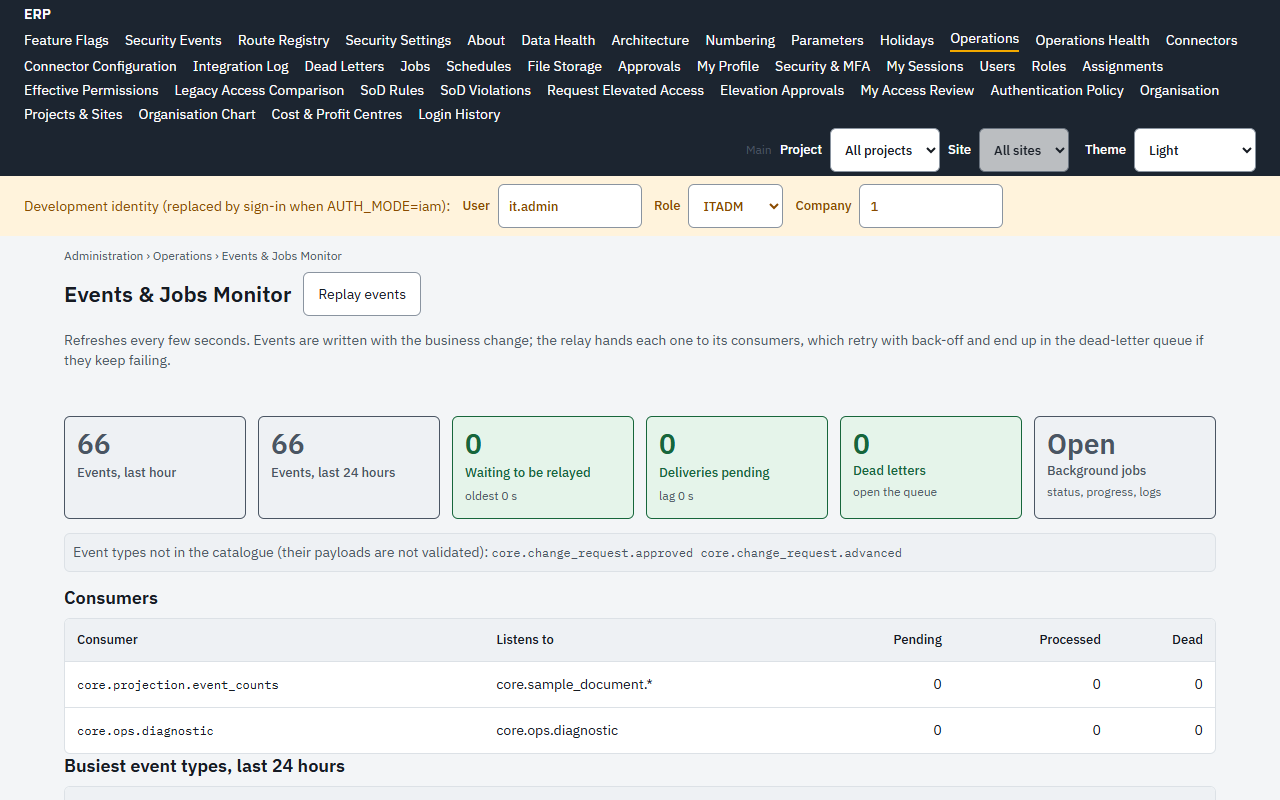 ERP
Feature Flags Security Events Route Registry Security Settings About Data Health Architecture Numbering Parameters Holidays Operations Operations Health Connectors
Connector Configuration Integration Log Dead Letters Jobs Schedules File Storage Approvals My Profile Security & MFA My Sessions Users Roles Assignments
Effective Permissions Legacy Access Comparison SoD Rules SoD Violations Request Elevated Access Elevation Approvals My Access Review Authentication Policy Organisation
Projects & Sites Organisation Chart Cost & Profit Centres Login History
Main Project All projects Site All sites Theme Light
Development identity (replaced by sign-in when AUTH_MODE=iam): User it.admin Role ITADM Company 1
Administration › Operations › Events & Jobs Monitor
Events & Jobs Monitor Replay events
Refreshes every few seconds. Events are written with the business change; the relay hands each one to its consumers, which retry with back-off and end up in the dead-letter queue if
they keep failing.
66 66 0 0 0 Open
Events, last hour Events, last 24 hours Waiting to be relayed Deliveries pending Dead letters Background jobs
oldest 0 s lag 0 s open the queue status, progress, logs
Event types not in the catalogue (their payloads are not validated): core.change_request.approved core.change_request.advanced
Consumers
Consumer Listens to Pending Processed Dead
core.projection.event_counts core.sample_document.* 0 0 0
core.ops.diagnostic core.ops.diagnostic 0 0 0
Busiest event types, last 24 hours